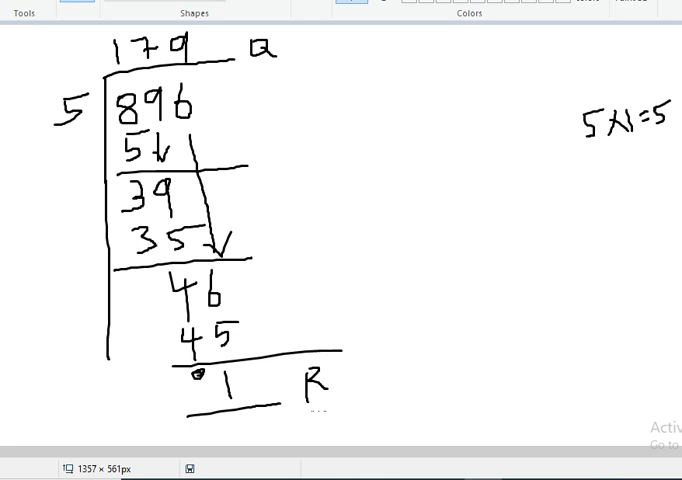 Tools Shapes Colors
179 Q
5 896
5
39
35
46
45
1 R
5×1=5
Activ
Go to
1357 × 561px